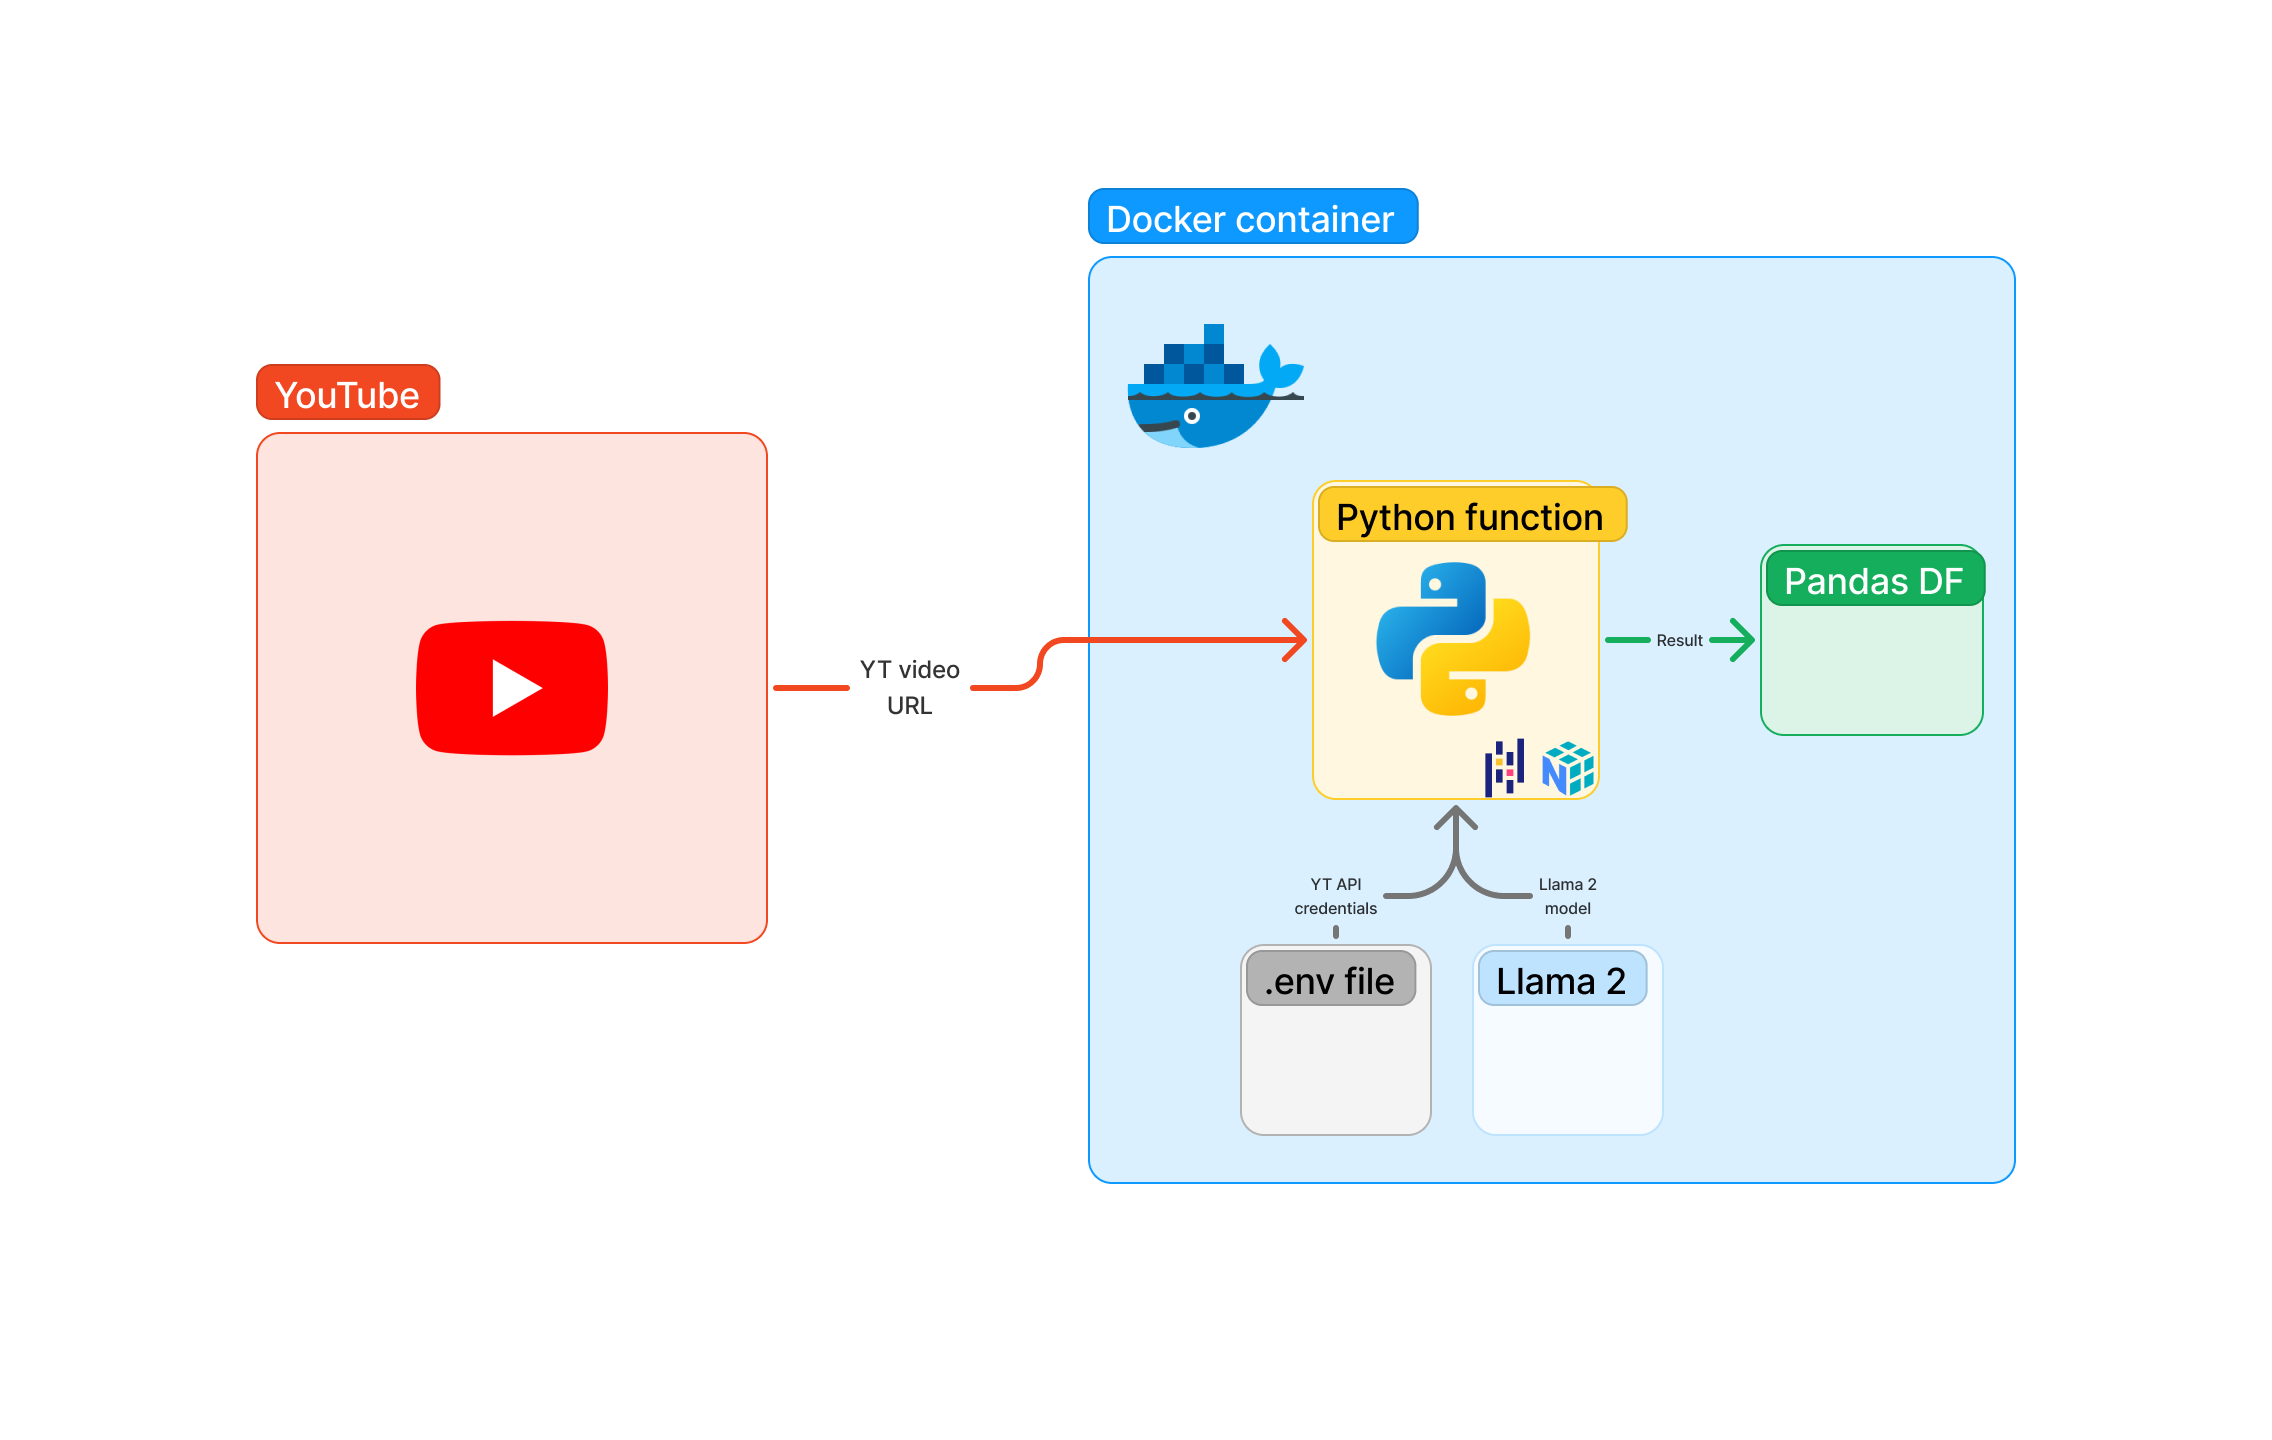 Docker container
YouTube
Python function
Pandas DF
YT video
URL
Result
YT API
credentials
Llama 2
model
.env file
Llama 2